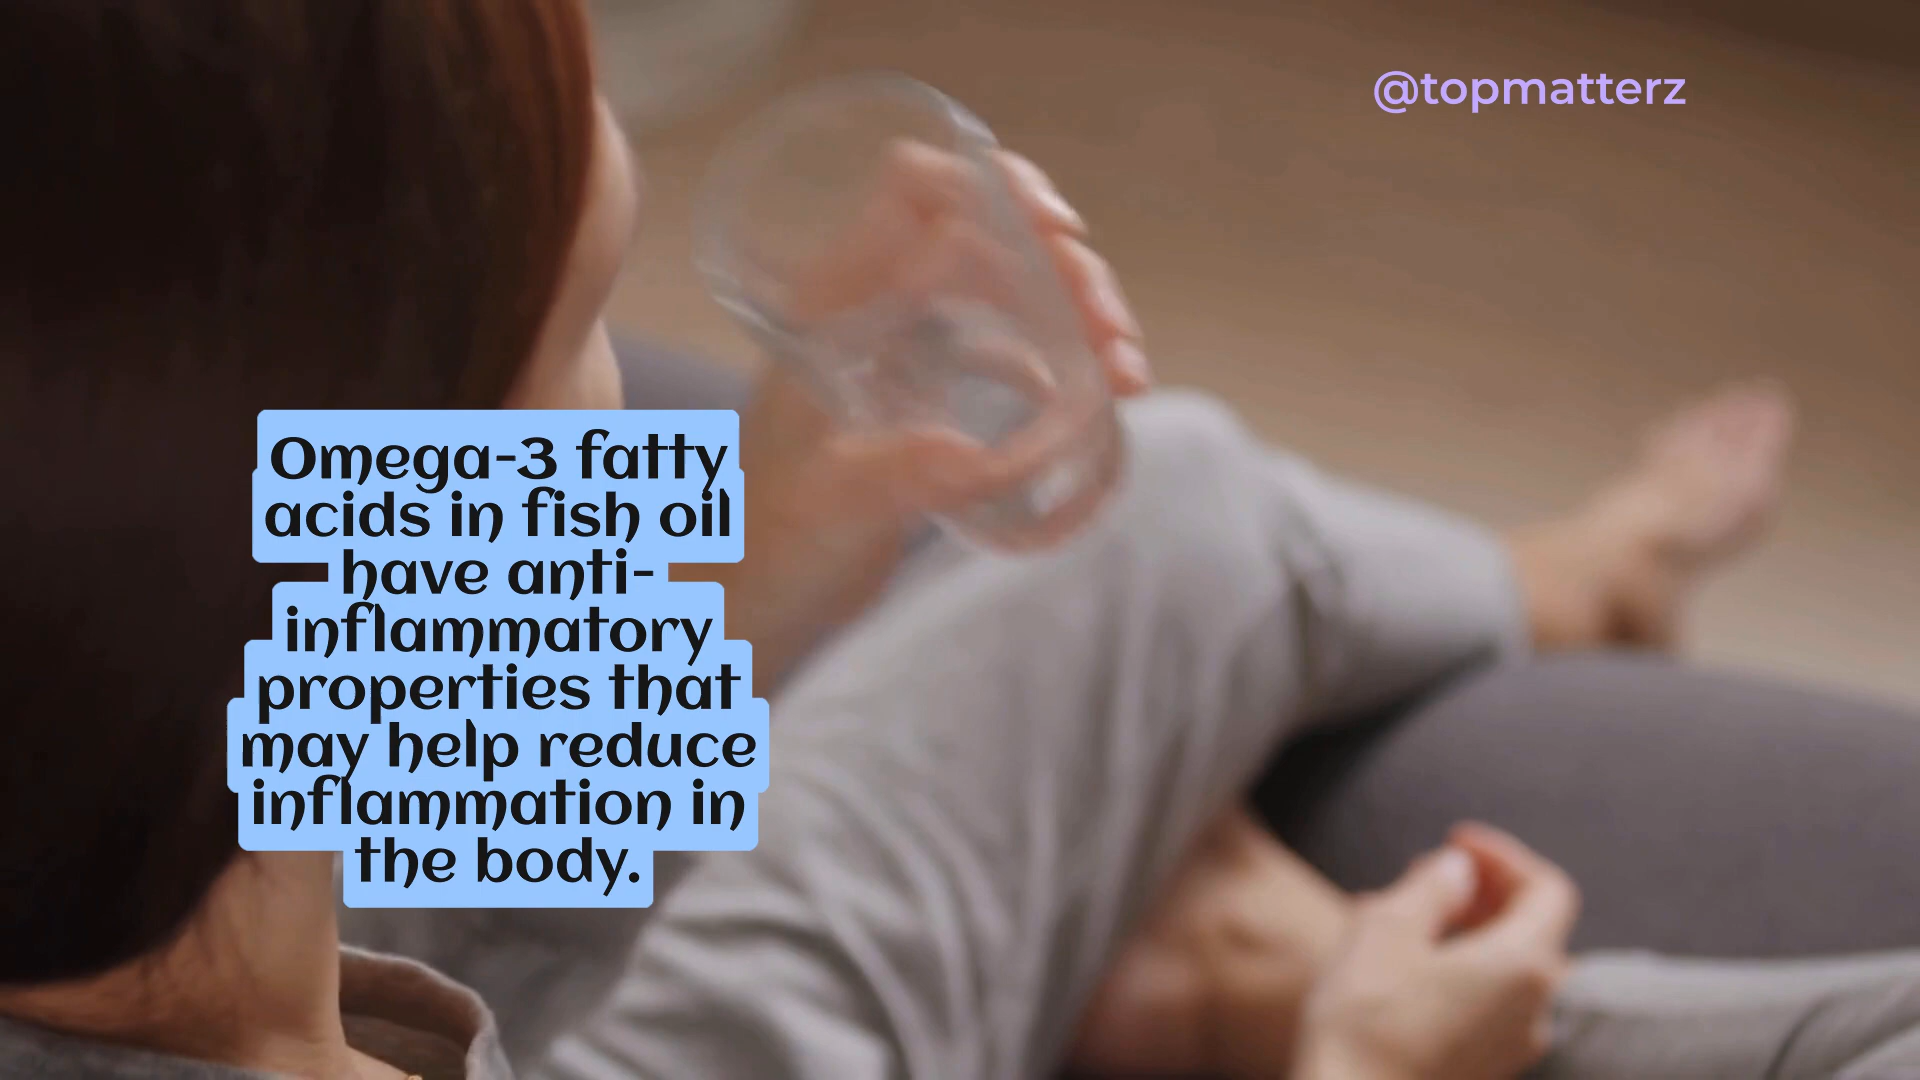 @topmatterz
Omega-3 fatty
acids in fish oil
have anti-
inflammatory
properties that
may help reduce
inflammation in
the body.